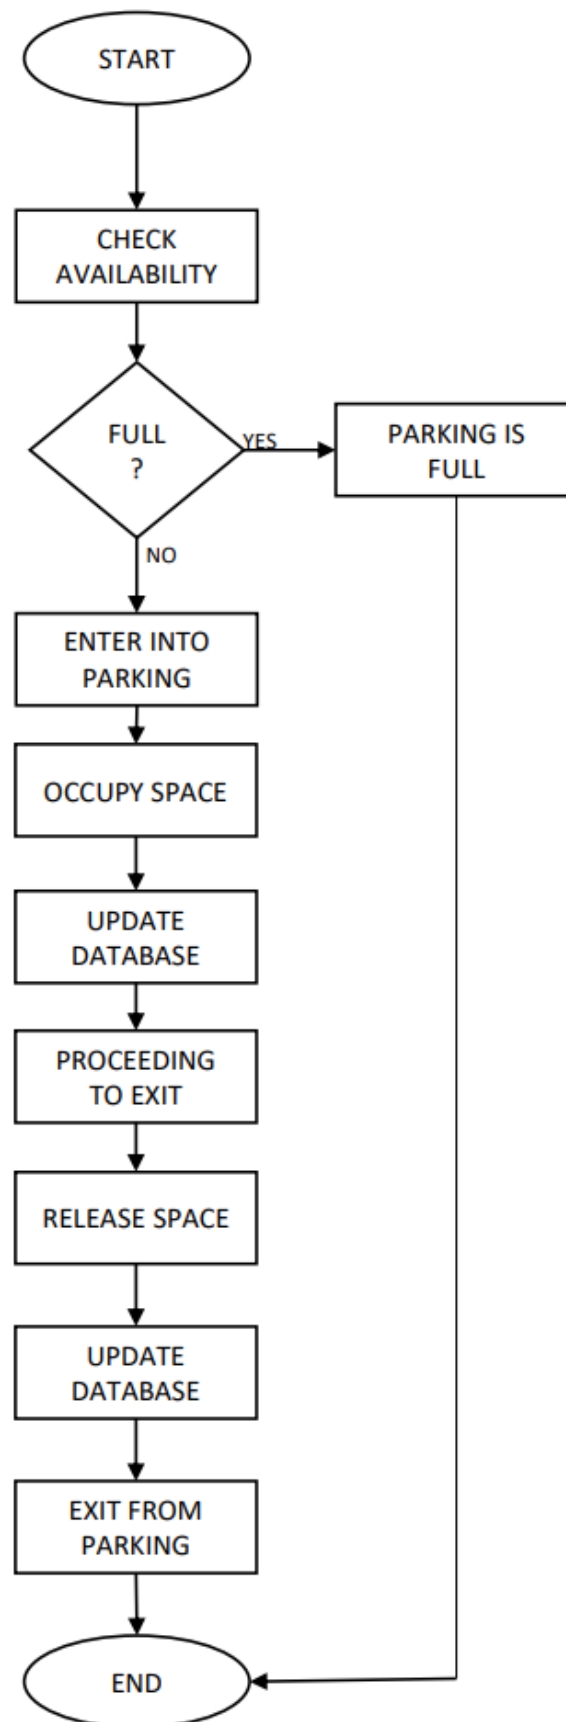 START
CHECK
AVAILABILITY
FULL
?
YES
PARKING IS
FULL
NO
ENTER INTO
PARKING
OCCUPY SPACE
UPDATE
DATABASE
PROCEEDING
TO EXIT
RELEASE SPACE
UPDATE
DATABASE
EXIT FROM
PARKING
END